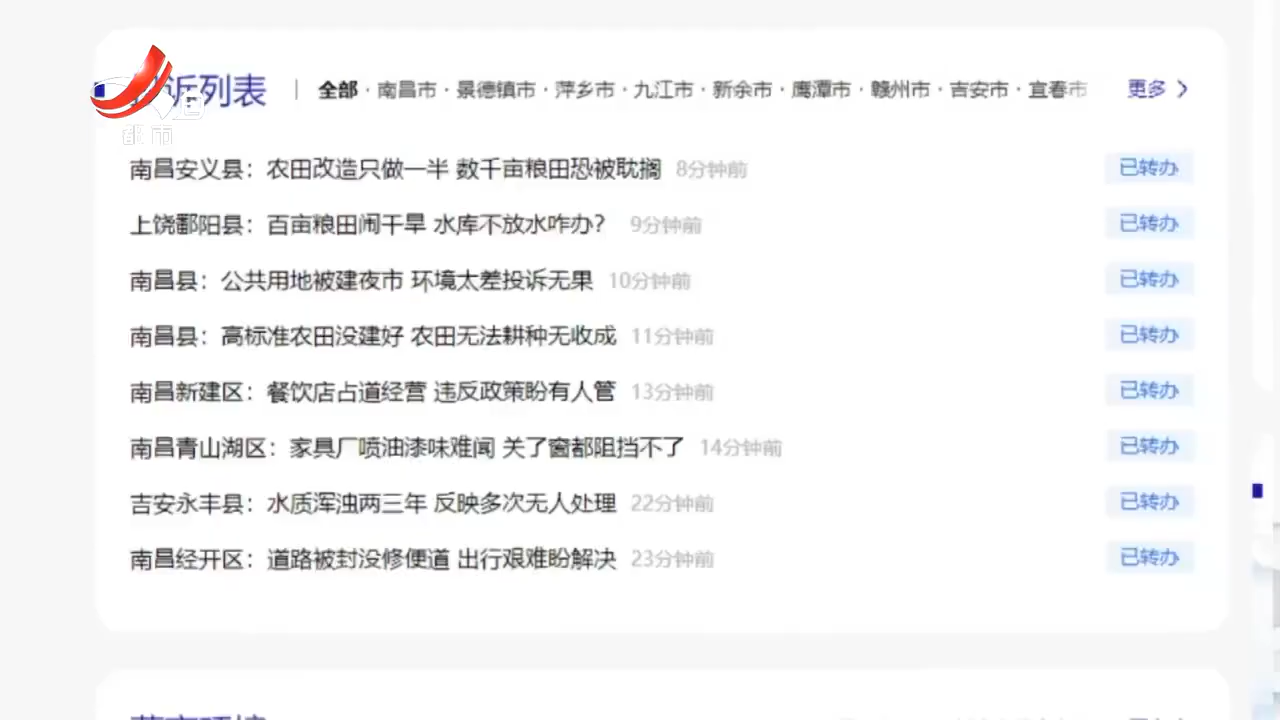 诉列表 | 全部 · 南昌市 · 景德镇市 · 萍乡市 · 九江市 · 新余市 · 鹰潭市 · 赣州市 · 吉安市 · 宜春市 更多 >
都市
南昌安义县：农田改造只做一半 数千亩粮田恐被耽搁 8分钟前 已转办
上饶鄱阳县：百亩粮田闹干旱 水库不放水咋办？ 9分钟前 已转办
南昌县：公共用地被建夜市 环境太差投诉无果 10分钟前 已转办
南昌县：高标准农田没建好 农田无法耕种无收成 11分钟前 已转办
南昌新建区：餐饮店占道经营 违反政策盼有人管 13分钟前 已转办
南昌青山湖区：家具厂喷油漆味难闻 关了窗都阻挡不了 14分钟前 已转办
吉安永丰县：水质浑浊两三年 反映多次无人处理 22分钟前 已转办
南昌经开区：道路被封没修便道 出行艰难盼解决 23分钟前 已转办